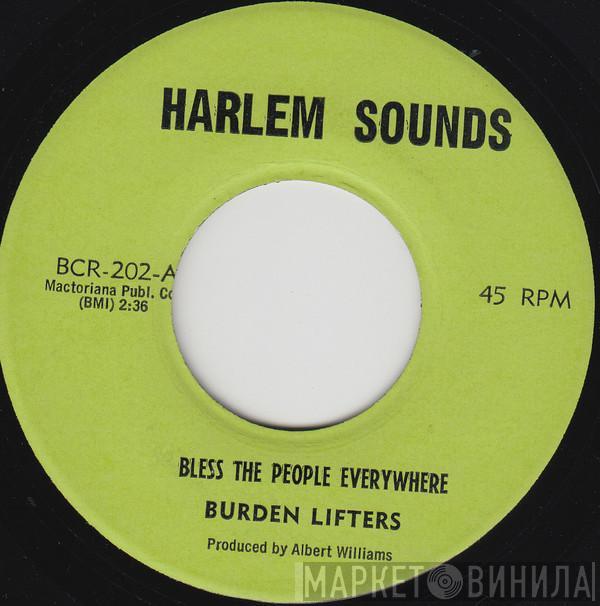 HARLEM SOUNDS
BCR-202-A
Mactoriana Publ. Co
(BMI) 2:36
45 RPM
BLESS THE PEOPLE EVERYWHERE
BURDEN LIFTERS
Produced by Albert Williams
МАРКЕТ ВИНИЛА